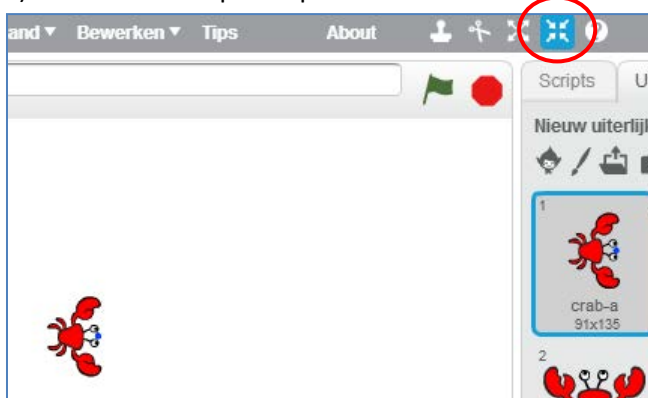 and Bewerken Tips About
Scripts U
Nieuw uiterlijk
1
crab-a
91x135
2